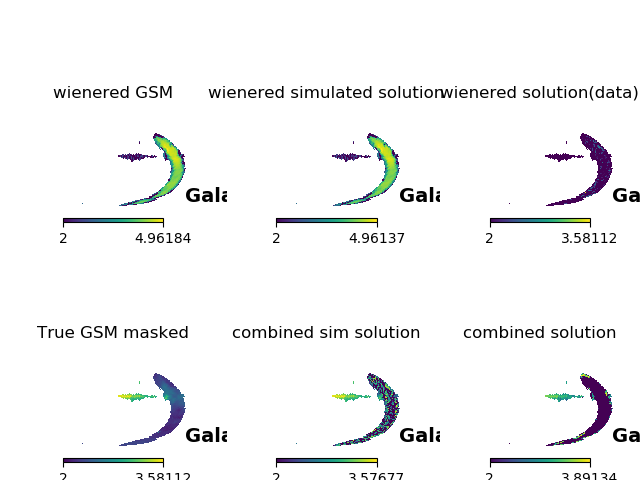 wienered GSM
wienered simulated solution
wienered solution(data)
Gala
Gala
Ga
2 4.96184
2 4.96137
2 3.58112
True GSM masked
combined sim solution
combined solution
Gala
Gala
Ga
2 3.58112
2 3.57677
2 3.89134